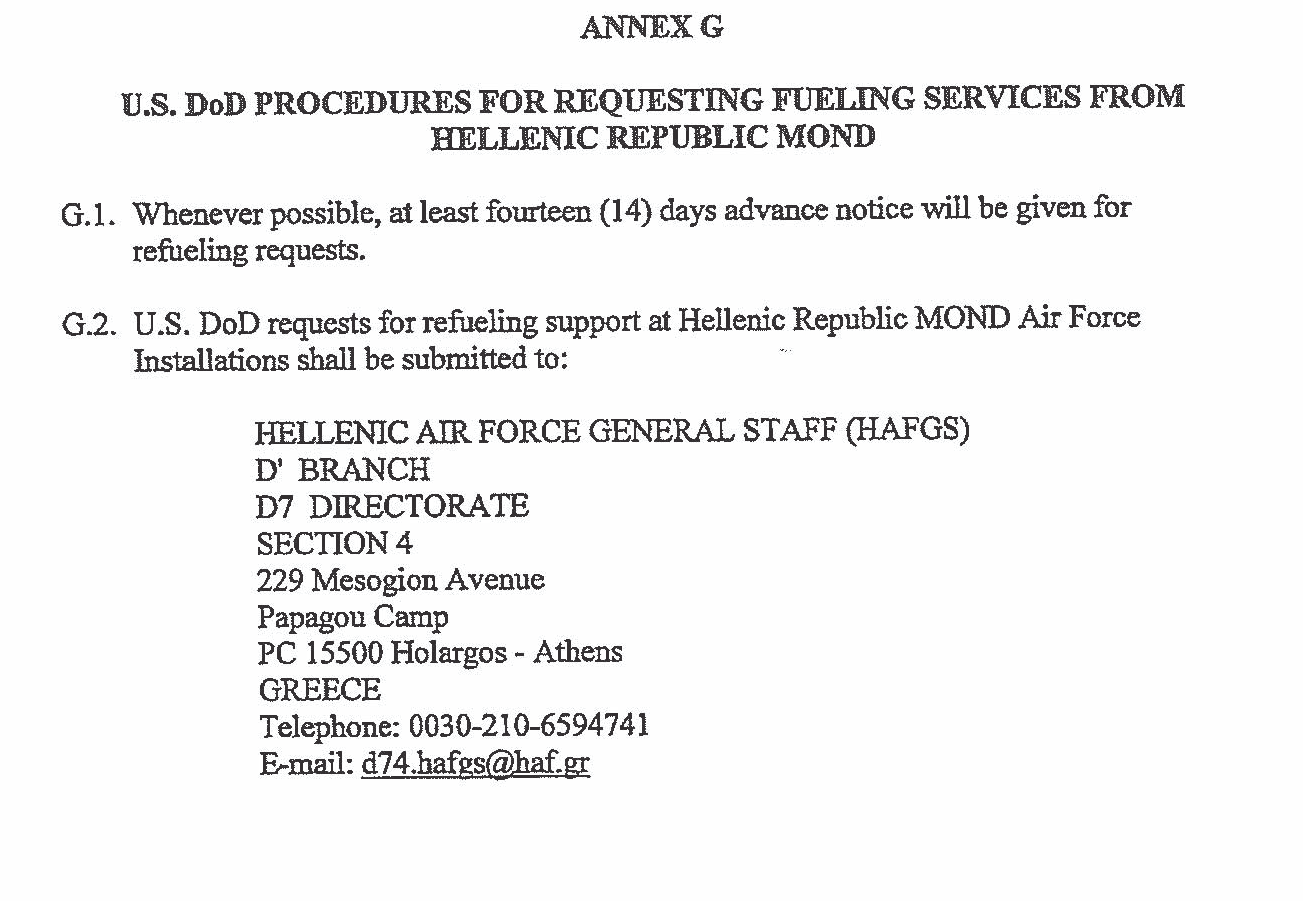 ANNEX G
U.S. DoD PROCEDURES FOR REQUESTING FUELING SERVICES FROM
HELLENIC REPUBLIC MOND
G.1. Whenever possible, at least fourteen (14) days advance notice will be given for
refueling requests.
G.2. U.S. DoD requests for refueling support at Hellenic Republic MOND Air Force
Installations shall be submitted to:
HELLENIC AIR FORCE GENERAL STAFF (HAFGS)
D' BRANCH
D7 DIRECTORATE
SECTION 4
229 Mesogion Avenue
Papagou Camp
PC 15500 Holargos - Athens
GREECE
Telephone: 0030-210-6594741
E-mail: d74.hafgs@haf.gr